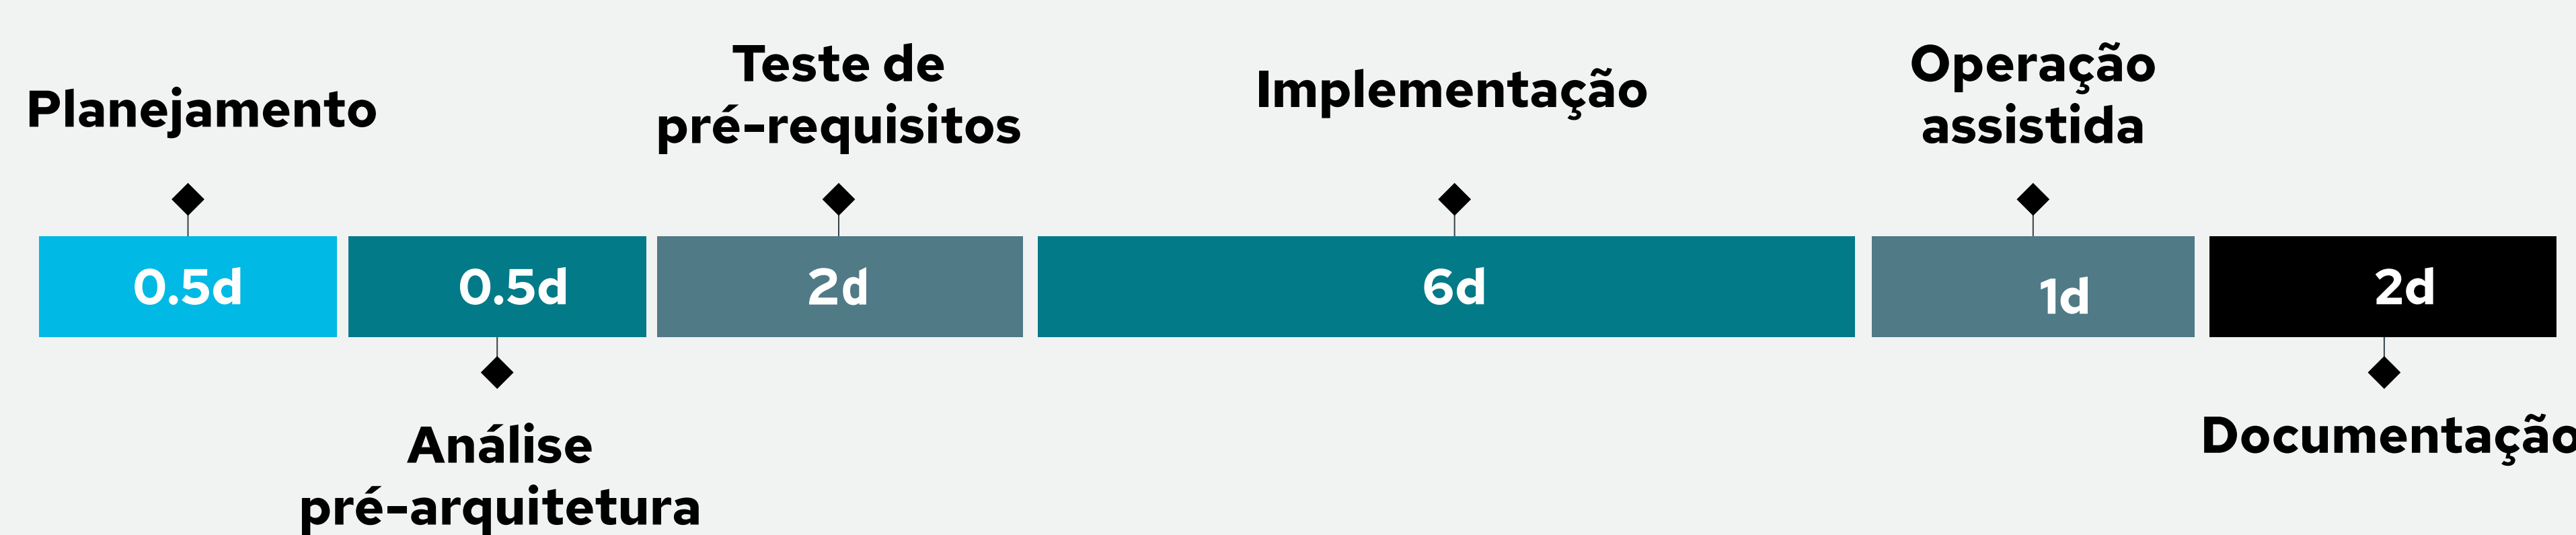 Planejamento
Teste de
pré-requisitos
Implementação
Operação
assistida
0.5d
0.5d
2d
6d
1d
2d
Análise
pré-arquitetura
Documentação